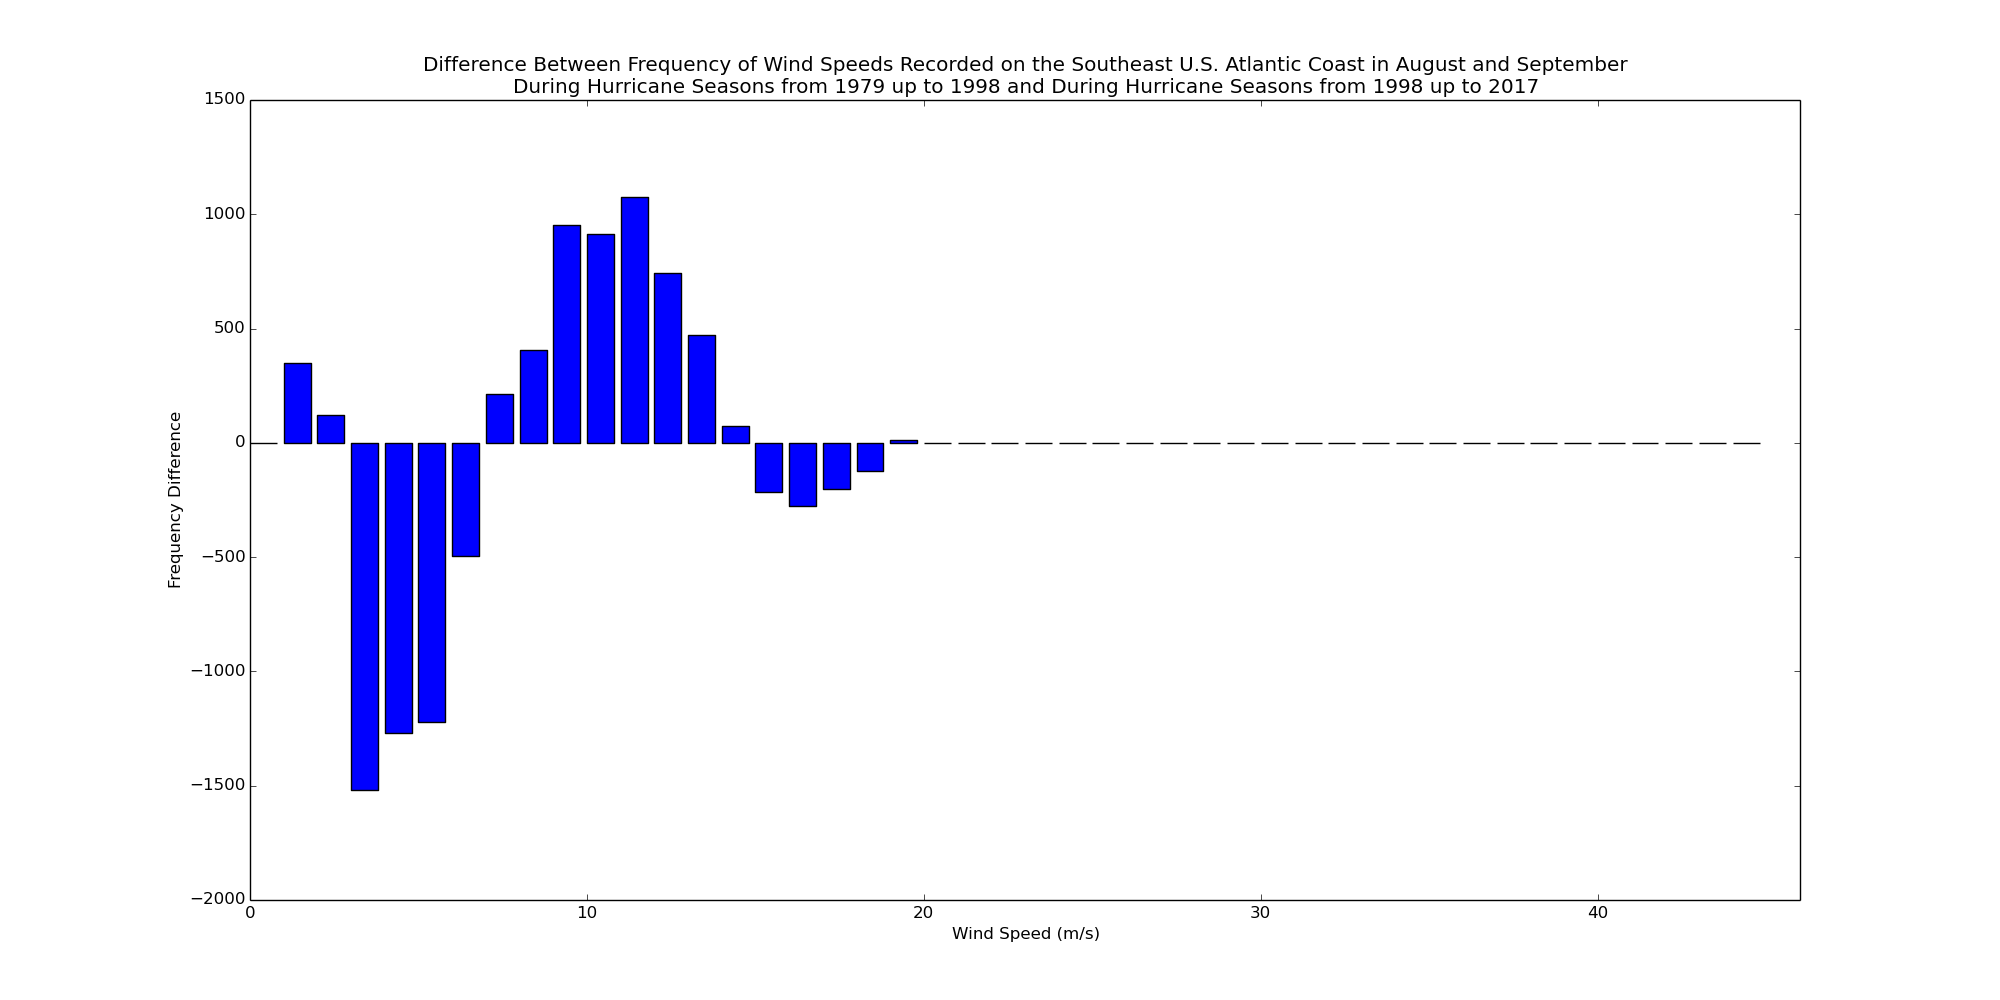 Difference Between Frequency of Wind Speeds Recorded on the Southeast U.S. Atlantic Coast in August and September
During Hurricane Seasons from 1979 up to 1998 and During Hurricane Seasons from 1998 up to 2017
1500
1000
500
0
−500
−1000
−1500
−2000
Frequency Difference
0 10 20 30 40
Wind Speed (m/s)